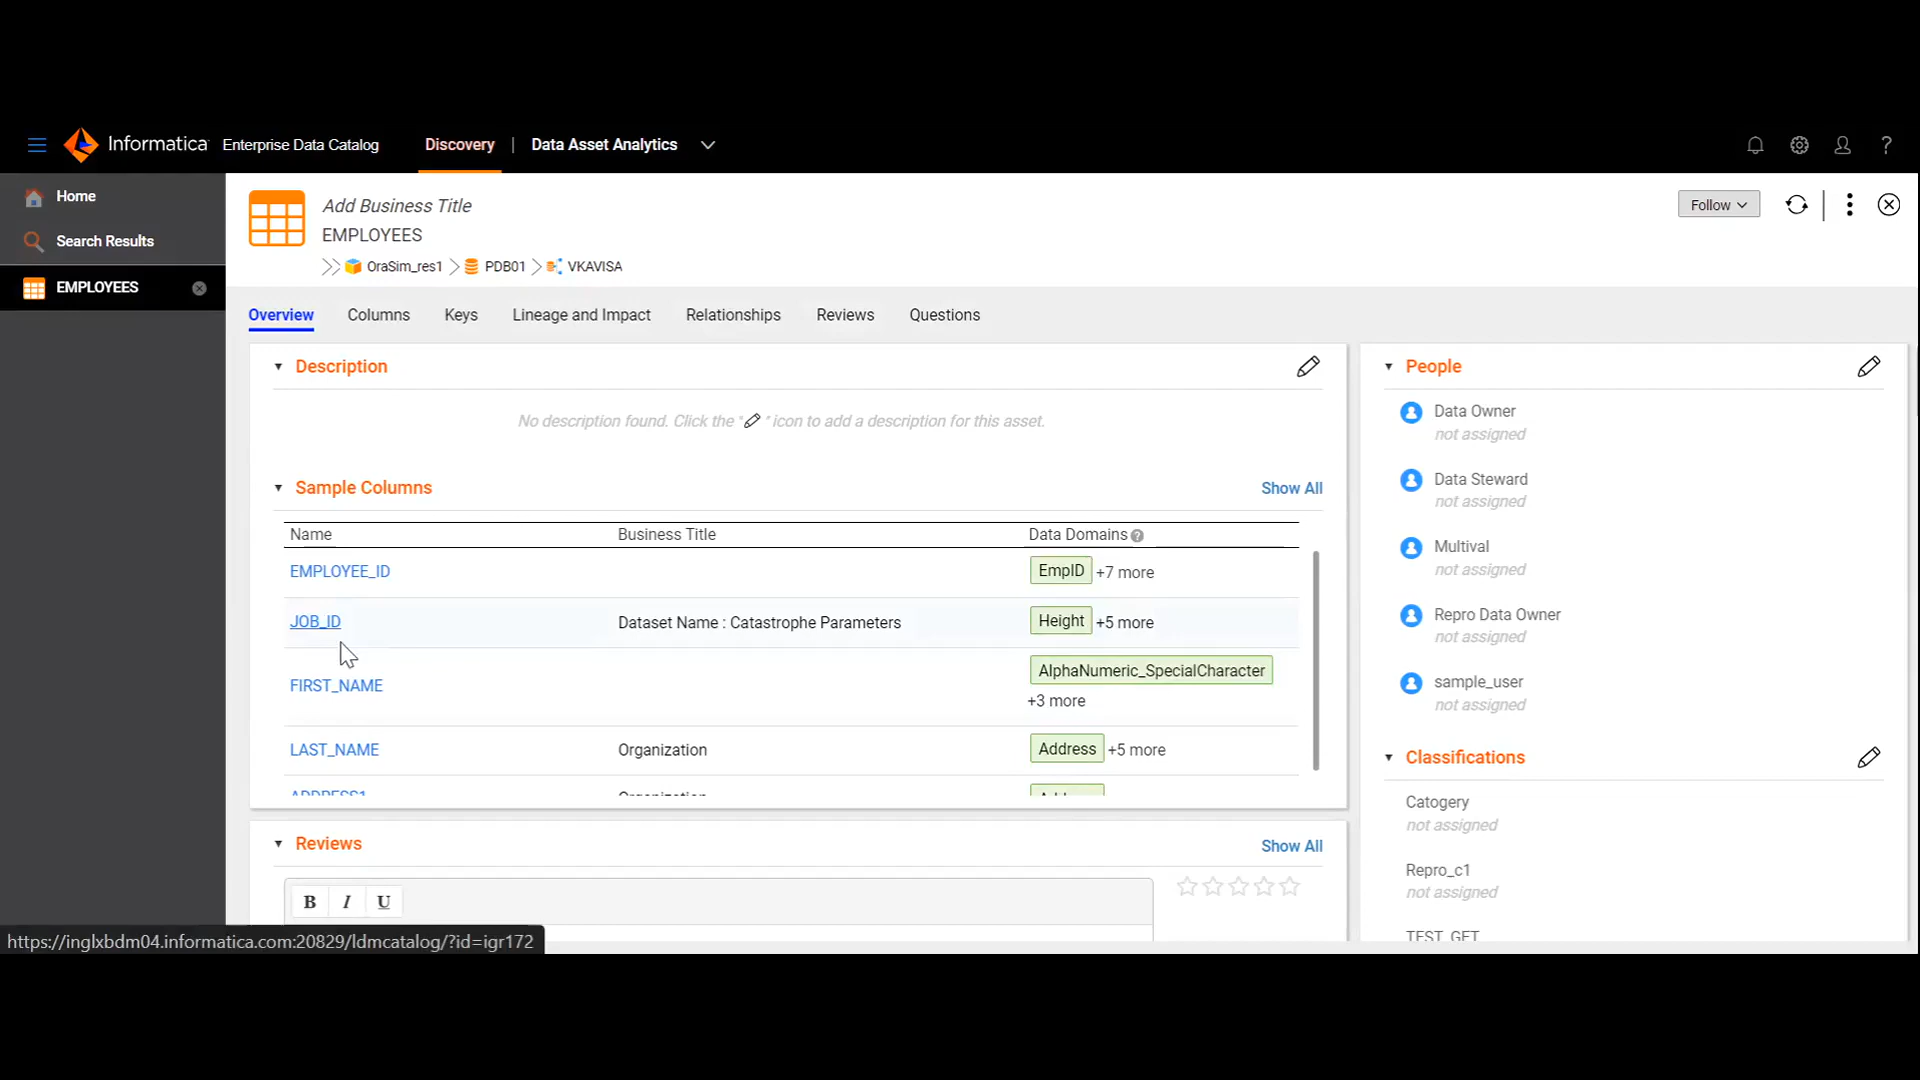 Informatica Enterprise Data Catalog Discovery | Data Asset Analytics ?
Home
Search Results
EMPLOYEES
Add Business Title
EMPLOYEES
OraSim_res1 PDB01 VKAVISA
Follow
Overview Columns Keys Lineage and Impact Relationships Reviews Questions
Description
No description found. Click the " " icon to add a description for this asset.
Sample Columns Show All
Name Business Title Data Domains ?
EMPLOYEE_ID EmpID +7 more
JOB_ID Dataset Name : Catastrophe Parameters Height +5 more
FIRST_NAME AlphaNumeric_SpecialCharacter
+3 more
LAST_NAME Organization Address +5 more
ADDRESS1 Organization Address
Reviews Show All
B I U
People
Data Owner
not assigned
Data Steward
not assigned
Multival
not assigned
Repro Data Owner
not assigned
sample_user
not assigned
Classifications
Catogery
not assigned
Repro_c1
not assigned
TEST_GET
https://inglxbdm04.informatica.com:20829/ldmcatalog/?id=igr172